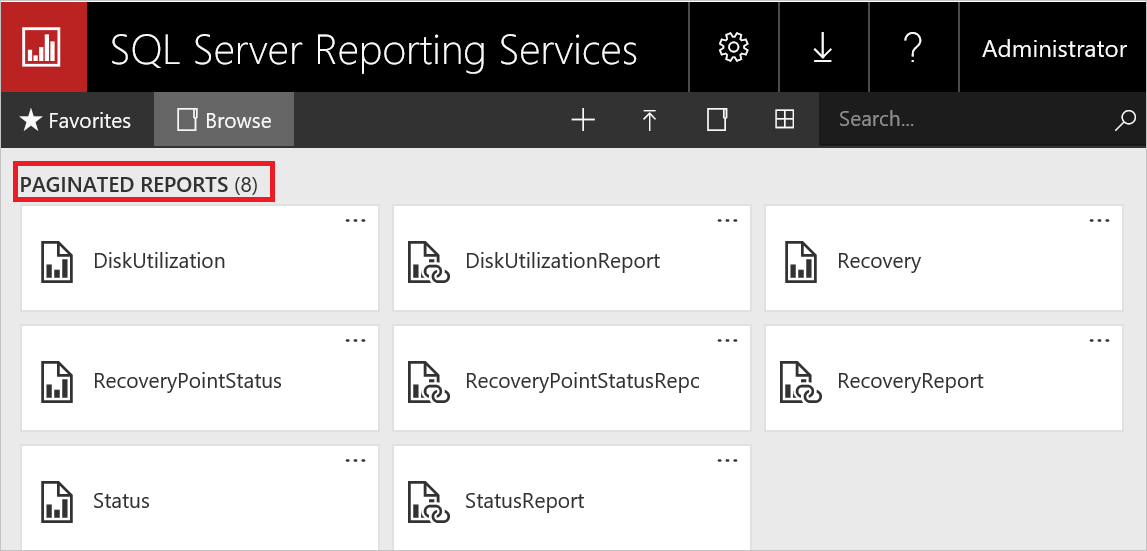 SQL Server Reporting Services
?
Administrator
Favorites
Browse
Search...
PAGINATED REPORTS (8)
DiskUtilization
DiskUtilizationReport
Recovery
RecoveryPointStatus
RecoveryPointStatusRepc
RecoveryReport
Status
StatusReport